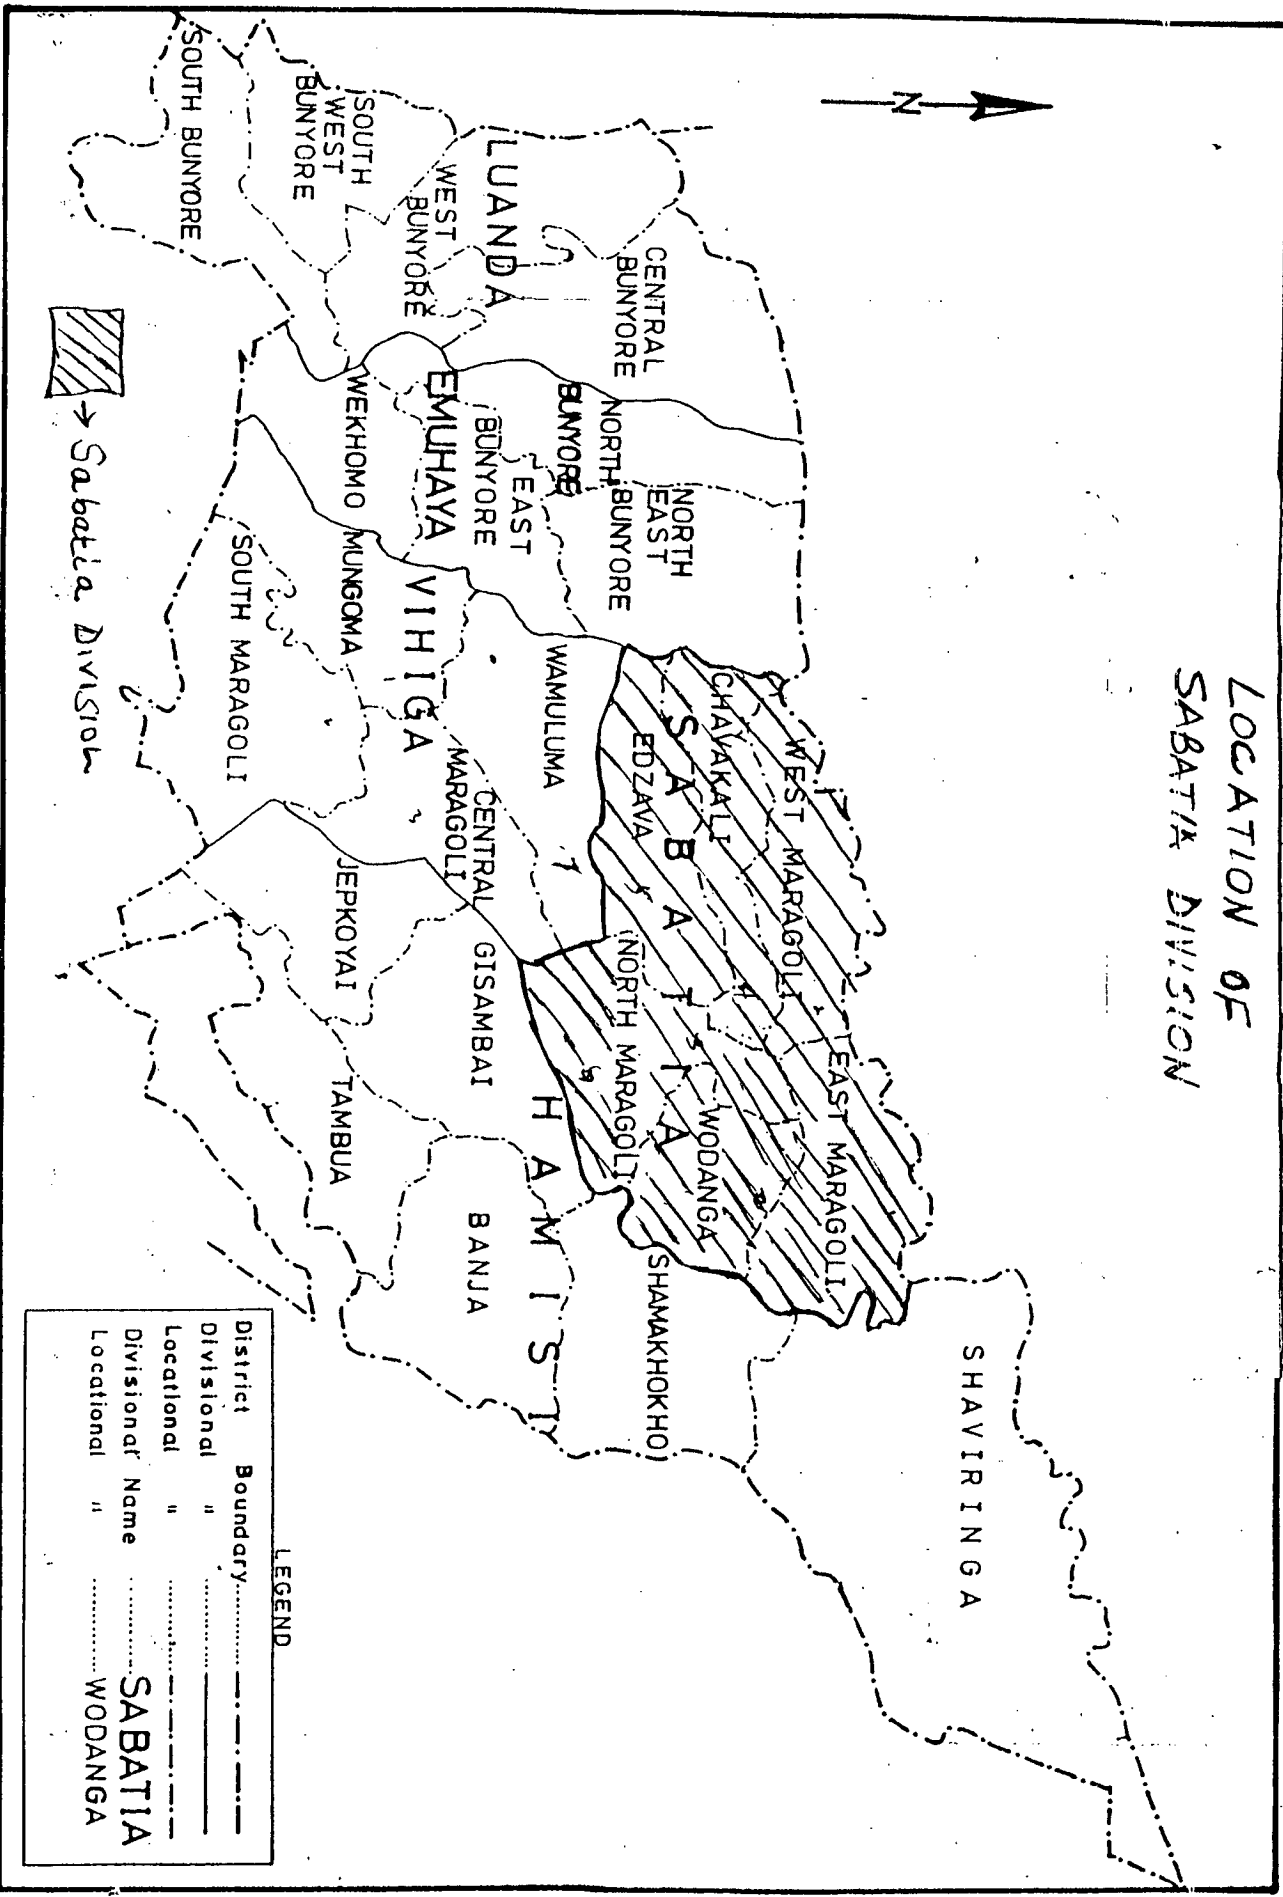 LOCATION OF
SABATIA DIVISION
N
SHAVIRINGA
WEST MARAGOLI
EAST MARAGOLI
CHAVAKALI
SABATIA
EDZAVA
WODANGA
NORTH MARAGOLI
CENTRAL
BUNYORE
NORTH
EAST
BUNYORE
NORTH
BUNYORE
SHAMAKHOKHO
LUANDA
WEST
BUNYORE
EAST
BUNYORE
WAMULUMA
HAMISI
EMUHAYA
VIHIGA
CENTRAL
MARAGOLI
GISAMBAI
BANJA
SOUTH
WEST
BUNYORE
WEKHOMO
MUNGOMA
JEPKOYAI
TAMBUA
SOUTH BUNYORE
SOUTH MARAGOLI
→ Sabatia Division
LEGEND
District Boundary
Divisional "
Locational "
Divisional Name SABATIA
Locational " WODANGA